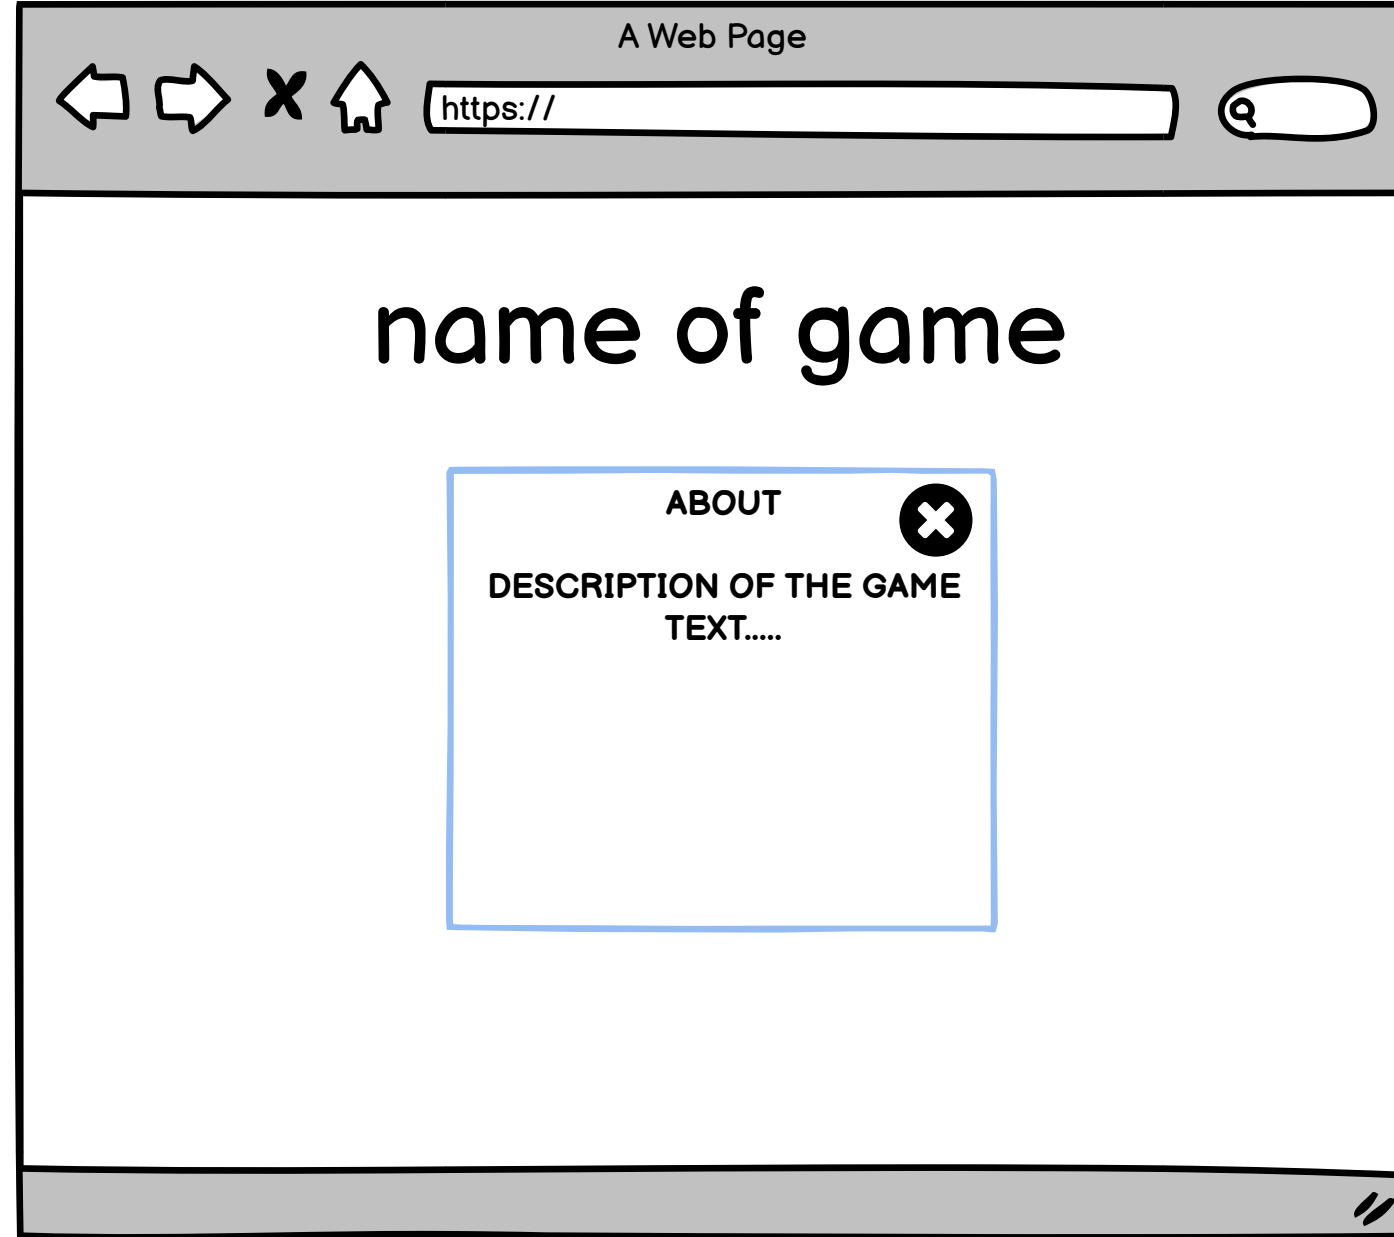 A Web Page
https://
name of game
ABOUT
DESCRIPTION OF THE GAME
TEXT.....